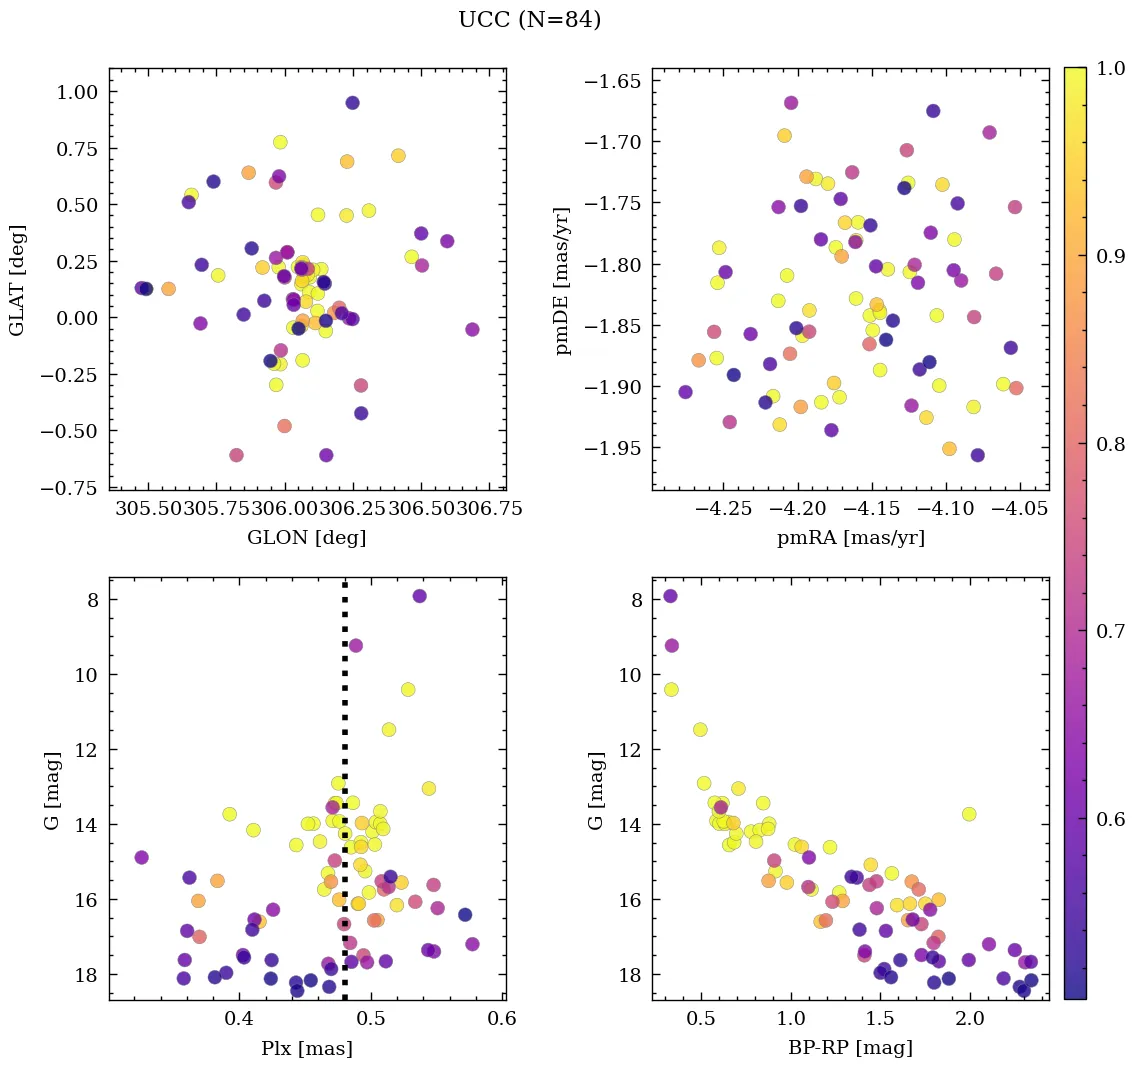 UCC (N=84)
1.00
0.75
0.50
0.25
0.00
−0.25
−0.50
−0.75
GLAT [deg]
305.50 305.75 306.00 306.25 306.50 306.75
GLON [deg]
−1.65
−1.70
−1.75
−1.80
−1.85
−1.90
−1.95
pmDE [mas/yr]
−4.25 −4.20 −4.15 −4.10 −4.05
pmRA [mas/yr]
8
10
12
14
16
18
G [mag]
0.4 0.5 0.6
Plx [mas]
8
10
12
14
16
18
G [mag]
0.5 1.0 1.5 2.0
BP-RP [mag]
1.0
0.9
0.8
0.7
0.6